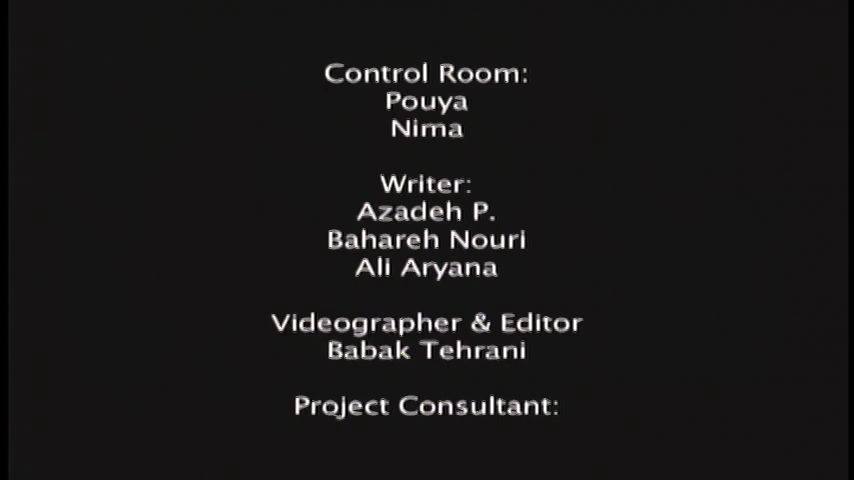 Control Room:
Pouya
Nima
Writer:
Azadeh P.
Bahareh Nouri
Ali Aryana
Videographer & Editor
Babak Tehrani
Project Consultant: